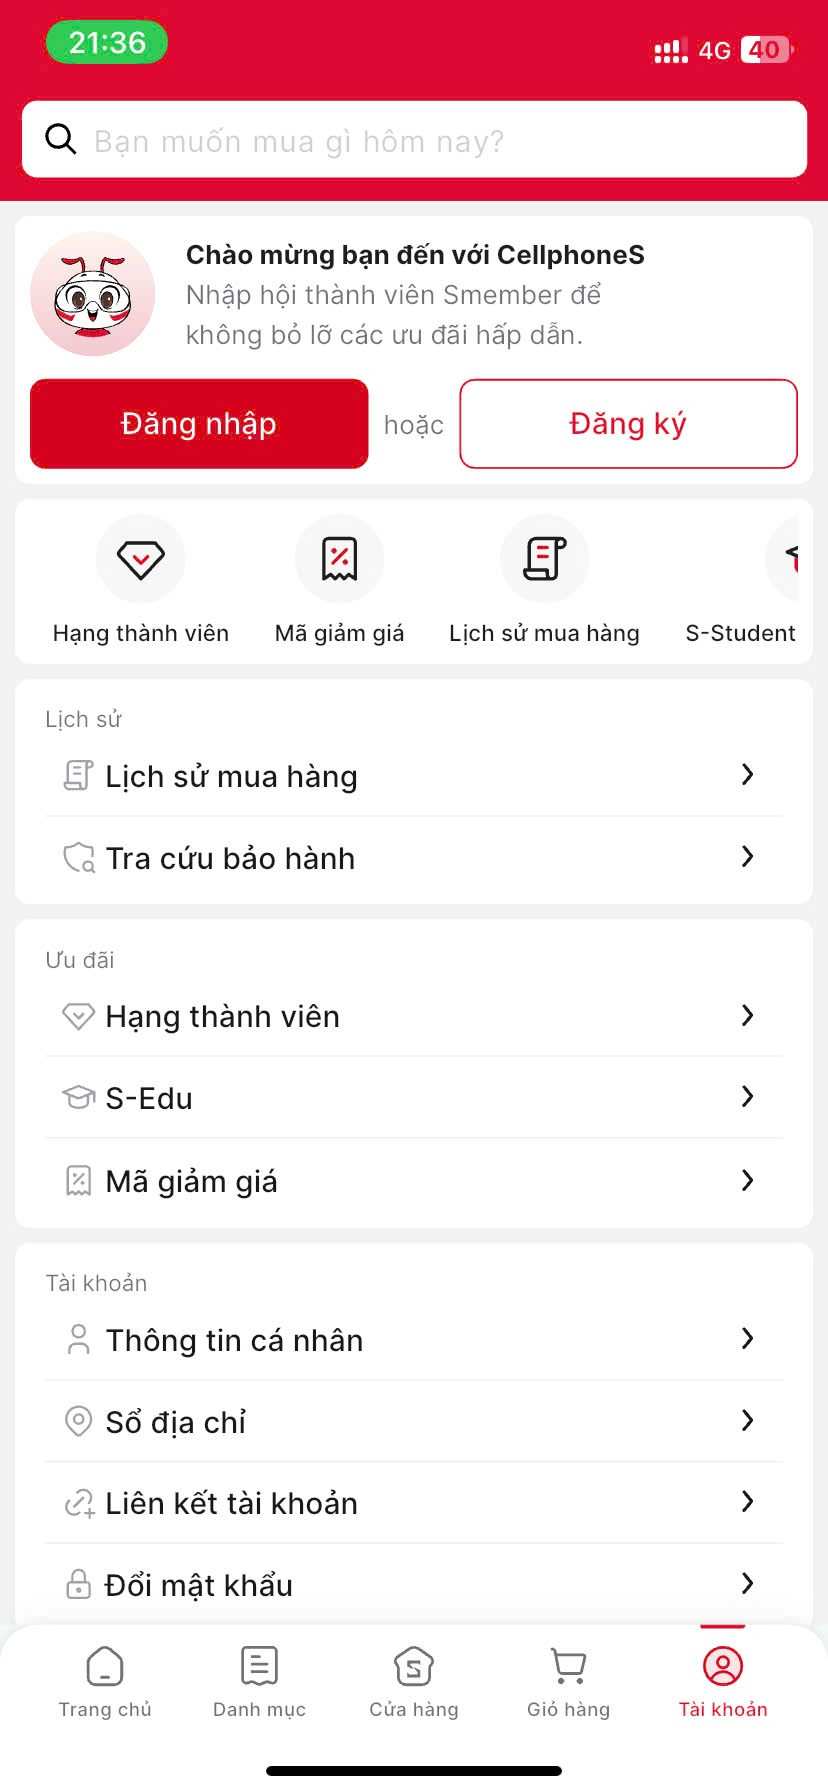 21:36
4G
40
Bạn muốn mua gì hôm nay?
Chào mừng bạn đến với CellphoneS
Nhập hội thành viên Smember để
không bỏ lỡ các ưu đãi hấp dẫn.
Đăng nhập
hoặc
Đăng ký
Hạng thành viên
Mã giảm giá
Lịch sử mua hàng
S-Student
Lịch sử
Lịch sử mua hàng
Tra cứu bảo hành
Ưu đãi
Hạng thành viên
S-Edu
Mã giảm giá
Tài khoản
Thông tin cá nhân
Sổ địa chỉ
Liên kết tài khoản
Đổi mật khẩu
Trang chủ
Danh mục
Cửa hàng
Giỏ hàng
Tài khoản